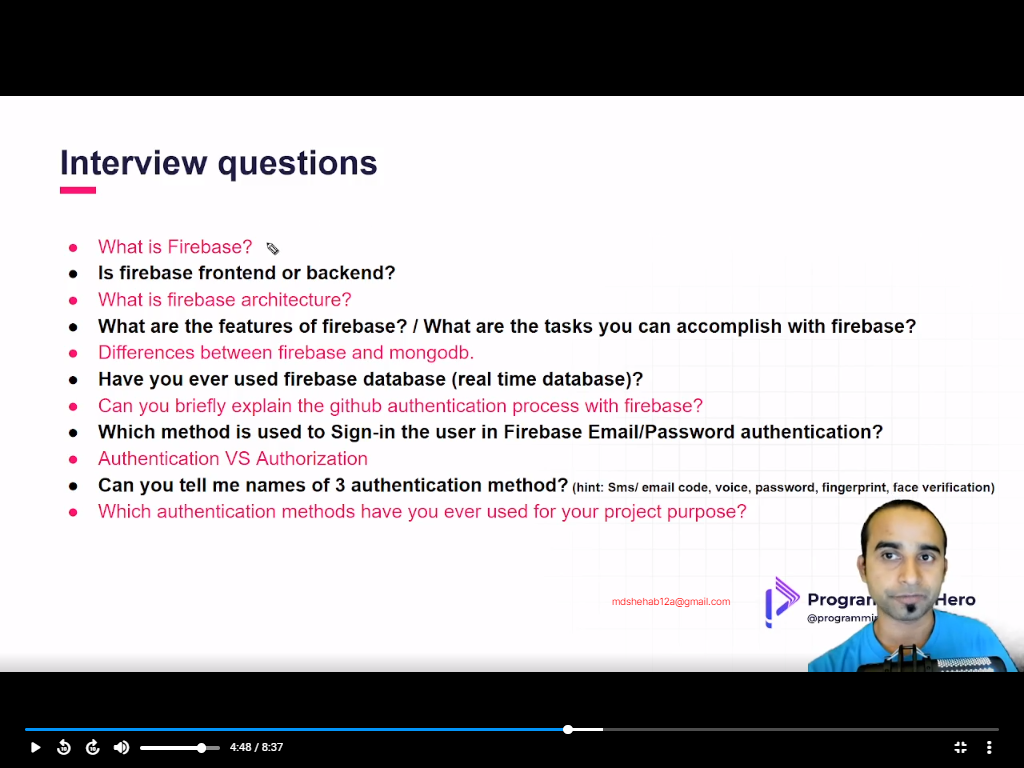 Interview questions
What is Firebase?
Is firebase frontend or backend?
What is firebase architecture?
What are the features of firebase? / What are the tasks you can accomplish with firebase?
Differences between firebase and mongodb.
Have you ever used firebase database (real time database)?
Can you briefly explain the github authentication process with firebase?
Which method is used to Sign-in the user in Firebase Email/Password authentication?
Authentication VS Authorization
Can you tell me names of 3 authentication method? (hint: Sms/ email code, voice, password, fingerprint, face verification)
Which authentication methods have you ever used for your project purpose?
mdshehab12a@gmail.com
Hero
4:48 / 8:37